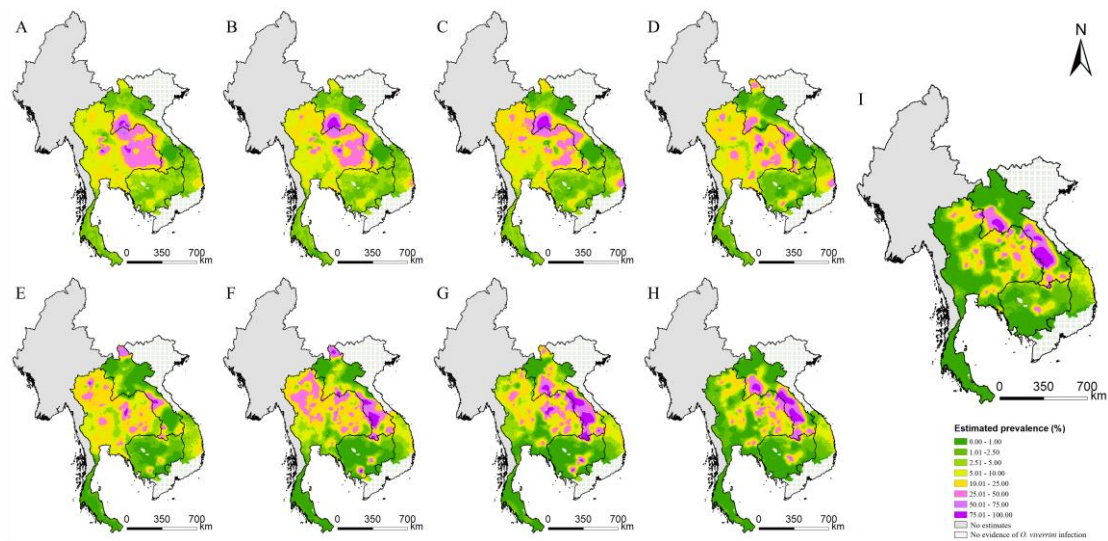 A
B
C
D
N
0 350 700
km
0 350 700
km
0 350 700
km
0 350 700
km
I
E
F
G
H
0 350 700
km
0 350 700
km
0 350 700
km
0 350 700
km
0 350 700
km
Estimated prevalence (%)
0.00 - 1.00
1.01 -2.50
2.51 - 5.00
5.01 - 10.00
10.01 - 25.00
25.01 - 50.00
50.01 - 75.00
75.01 - 100.00
No estimates
No evidence of O. viverrini infection